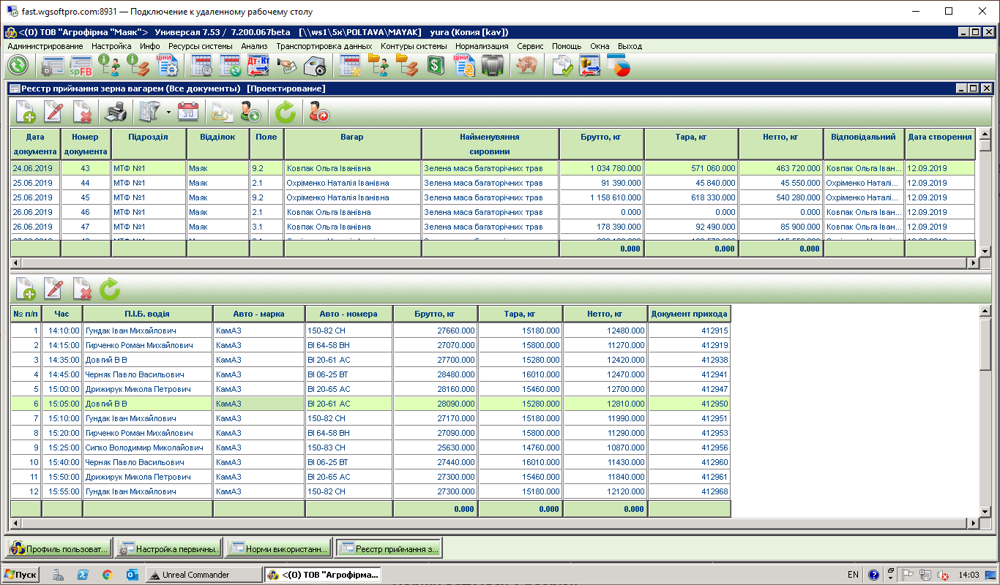 fast.wgsoftpro.com:8931 — Подключение к удаленному рабочему столу
<(O) ТОВ "Агрофірма "Маяк"> Универсал 7.53 / 7.200.067beta [\\ws1\5x\POLTAVA\MAYAK] yura (Копия [kav])
Администрирование Настройка Инфо Ресурсы системы Анализ Транспортировка данных Контуры системы Нормализация Сервис Помощь Окна Выход
spFB ЦІНИ Дт-Кт ЦІНИ
Реєстр приймання зерна вагарем (Все документы) [Проектирование]
30
Дата документа Номер документа Підрозділ Відділок Поле Вагар Найменувяння сировини Брутто, кг Тара, кг Нетто, кг Відповідальний Дата створення
24.06.2019 43 МТФ №1 Маяк 9.2 Ковпак Ольга Іванівна Зелена маса багаторічних трав 1 034 780.000 571 060.000 463 720.000 Ковпак Ольга Іван... 12.09.2019
25.06.2019 44 МТФ №1 Маяк 2.1 Охріменко Наталія Іванівна Зелена маса багаторічних трав 91 390.000 45 840.000 45 550.000 Охріменко Наталі... 12.09.2019
25.06.2019 45 МТФ №1 Маяк 9.2 Охріменко Наталія Іванівна Зелена маса багаторічних трав 1 158 610.000 618 330.000 540 280.000 Охріменко Наталі... 12.09.2019
26.06.2019 46 МТФ №1 Маяк 2.1 Ковпак Ольга Іванівна Зелена маса багаторічних трав 0.000 0.000 0.000 Ковпак Ольга Іван... 12.09.2019
26.06.2019 47 МТФ №1 Маяк 3.1 Ковпак Ольга Іванівна Зелена маса багаторічних трав 178 390.000 92 490.000 85 900.000 Ковпак Ольга Іван... 12.09.2019
0.000 0.000 0.000
№ п/п Час П.І.Б. водія Авто - марка Авто - номера Брутто, кг Тара, кг Нетто, кг Документ прихода
1 14:10:00 Гундак Іван Михайлович КамАЗ 150-82 СН 27660.000 15180.000 12480.000 412915
2 14:15:00 Гирченко Роман Михайлович КамАЗ ВІ 64-58 ВН 27070.000 15800.000 11270.000 412919
3 14:35:00 Довгий В В КамАЗ ВІ 20-61 АС 27700.000 15280.000 12420.000 412938
4 14:45:00 Черняк Павло Васильович КамАЗ ВІ 06-25 ВТ 28480.000 16010.000 12470.000 412941
5 15:00:00 Дрижирук Микола Петрович КамАЗ ВІ 20-65 АС 28160.000 15460.000 12700.000 412947
6 15:05:00 Довгий В В КамАЗ ВІ 20-61 АС 28090.000 15280.000 12810.000 412950
7 15:10:00 Гундак Іван Михайлович КамАЗ 150-82 СН 27170.000 15180.000 11990.000 412951
8 15:20:00 Гирченко Роман Михайлович КамАЗ ВІ 64-58 ВН 27090.000 15800.000 11290.000 412953
9 15:25:00 Сипко Володимир Миколайович КамАЗ 150-83 СН 25630.000 14760.000 10870.000 412956
10 15:40:00 Черняк Павло Васильович КамАЗ ВІ 06-25 ВТ 27440.000 16010.000 11430.000 412960
11 15:50:00 Дрижирук Микола Петрович КамАЗ ВІ 20-65 АС 27300.000 15460.000 11840.000 412961
12 15:55:00 Гундак Іван Михайлович КамАЗ 150-82 СН 27300.000 15180.000 12120.000 412968
0.000 0.000 0.000
Профиль пользоват... Настройка первичны... Норми використанн... Реєстр приймання з...
Пуск Unreal Commander <(O) ТОВ "Агрофірма... EN 14:03